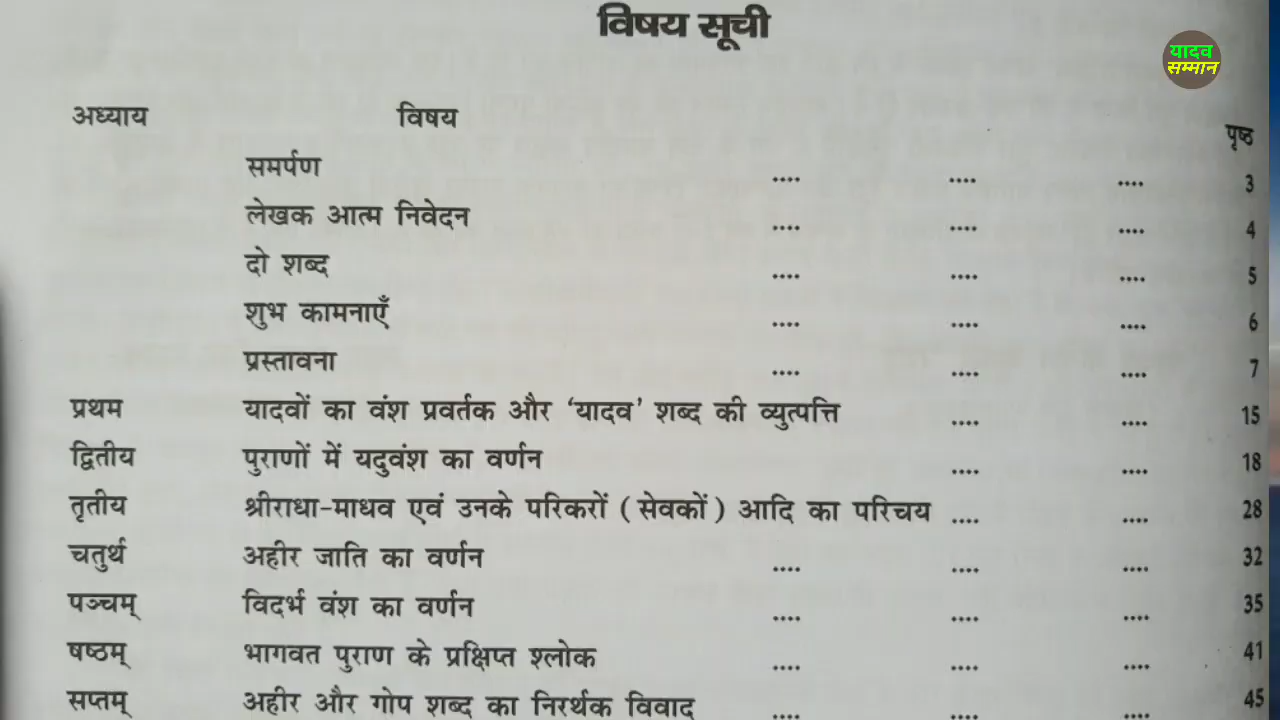 विषय सूची
यादव
सम्मान
अध्याय विषय पृष्ठ
समर्पण .... .... .... 3
लेखक आत्म निवेदन .... .... .... 4
दो शब्द .... .... .... 5
शुभ कामनाएँ .... .... .... 6
प्रस्तावना .... .... .... 7
प्रथम यादवों का वंश प्रवर्तक और ‘यादव’ शब्द की व्युत्पत्ति .... .... 15
द्वितीय पुराणों में यदुवंश का वर्णन .... .... 18
तृतीय श्रीराधा-माधव एवं उनके परिकरों (सेवकों) आदि का परिचय .... .... 28
चतुर्थ अहीर जाति का वर्णन .... .... .... 32
पञ्चम् विदर्भ वंश का वर्णन .... .... .... 35
षष्ठम् भागवत पुराण के प्रक्षिप्त श्लोक .... .... .... 41
सप्तम् अहीर और गोप शब्द का निरर्थक विवाद .... .... .... 45